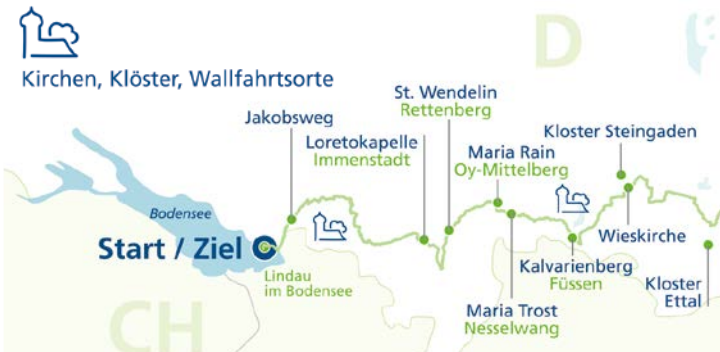 Kirchen, Klöster, Wallfahrtsorte
D
St. Wendelin
Rettenberg
Jakobsweg
Loretokapelle
Immenstadt
Kloster Steingaden
Maria Rain
Oy-Mittelberg
Bodensee
Start / Ziel
Lindau
im Bodensee
Wieskirche
Kalvarienberg
Füssen
Kloster
Ettal
Maria Trost
Nesselwang
CH